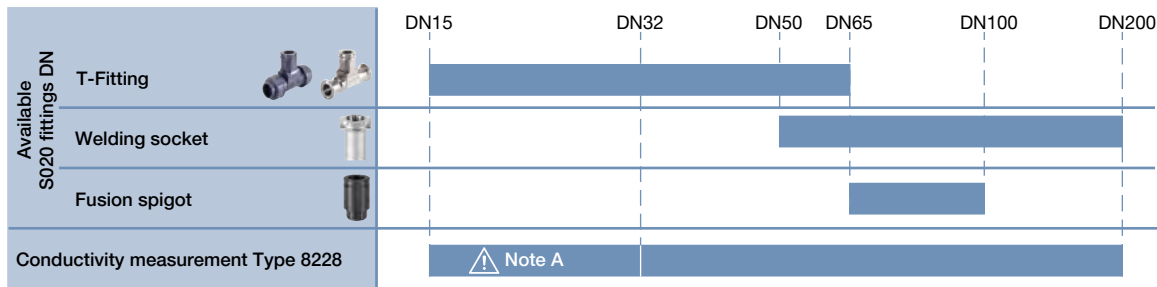 DN15 DN32 DN50 DN65 DN100 DN200
Available
S020 fittings DN
T-Fitting
Welding socket
Fusion spigot
Conductivity measurement Type 8228
Note A